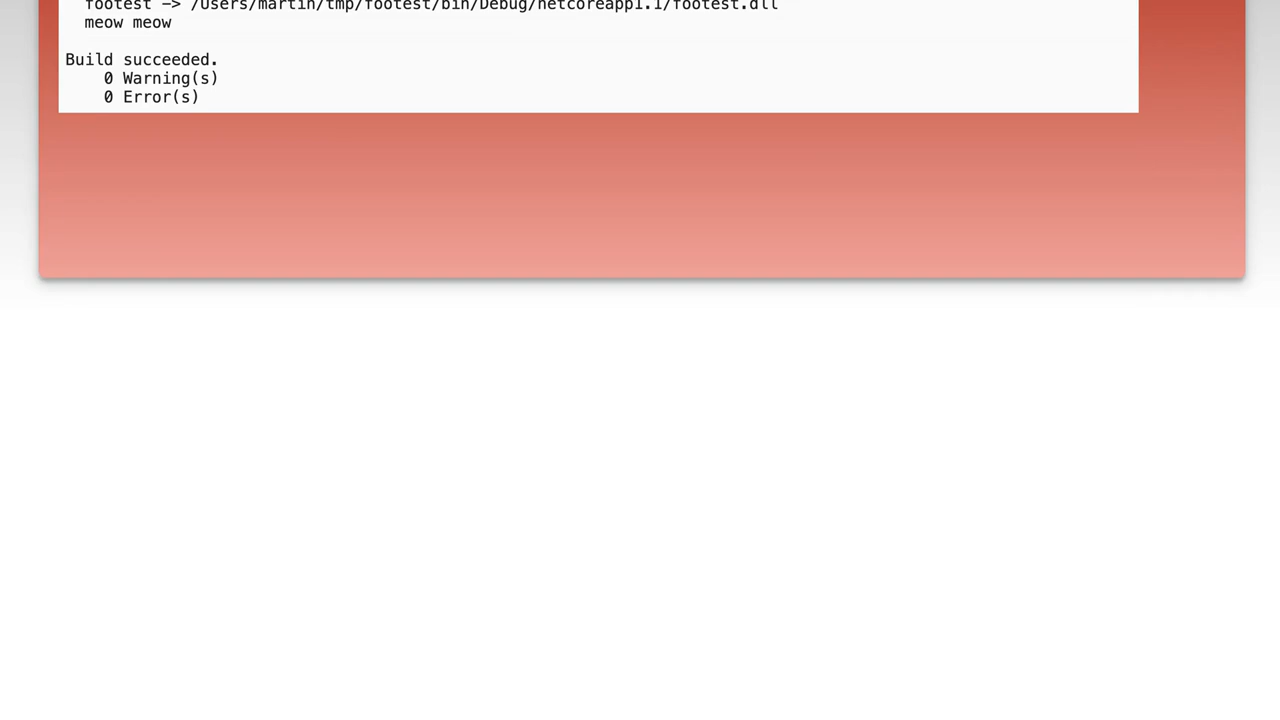 footest -> /Users/martin/tmp/footest/bin/Debug/netcoreapp1.1/footest.dll
meow meow
Build succeeded.
0 Warning(s)
0 Error(s)